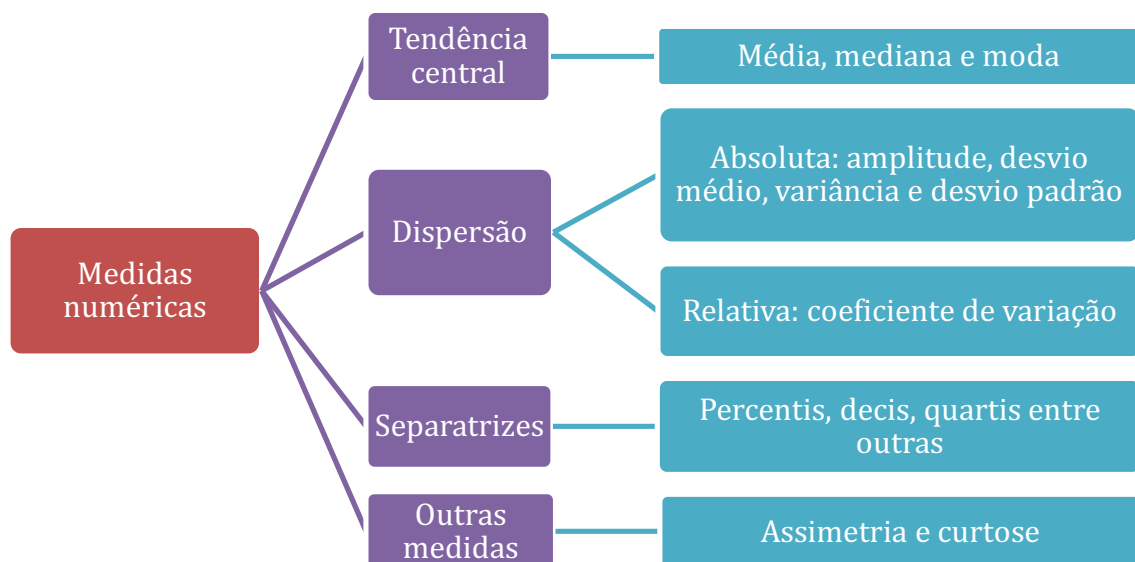 Medidas
numéricas
Tendência
central
Média, mediana e moda
Dispersão
Absoluta: amplitude, desvio
médio, variância e desvio padrão
Relativa: coeficiente de variação
Separatrizes
Percentis, decis, quartis entre
outras
Outras
medidas
Assimetria e curtose